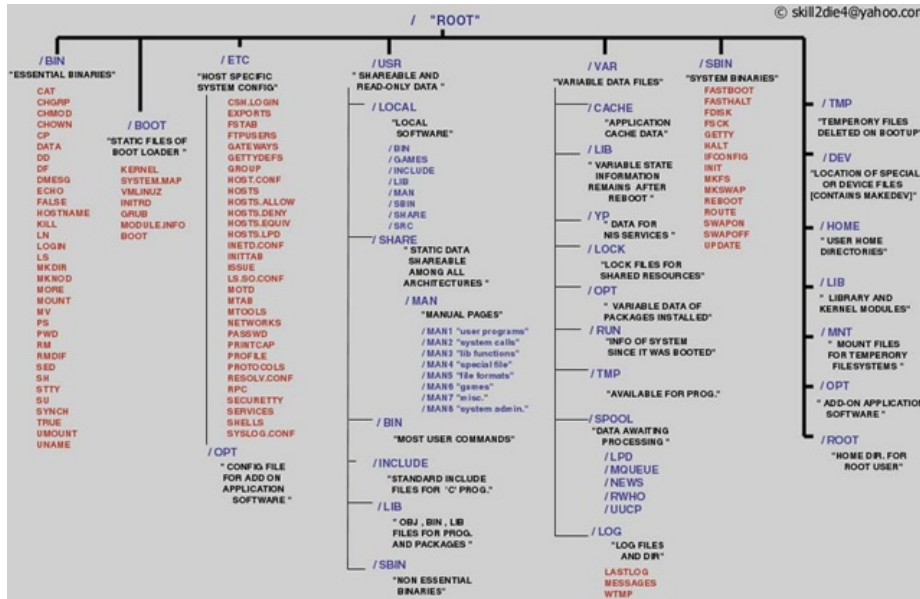 © skill2die4@yahoo.com
/ "ROOT"
/BIN
"ESSENTIAL BINARIES"
CAT
CHGRP
CHMOD
CHOWN
CP
DATA
DD
DF
DMESG
ECHO
FALSE
HOSTNAME
KILL
LN
LOGIN
LS
MKDIR
MKNOD
MORE
MOUNT
MV
PS
PWD
RM
RMDIF
SED
SH
STTY
SU
SYNCH
TRUE
UMOUNT
UNAME
/BOOT
"STATIC FILES OF
BOOT LOADER "
KERNEL
SYSTEM.MAP
VMLINUZ
INITRD
GRUB
MODULE.INFO
BOOT
/ETC
"HOST SPECIFIC
SYSTEM CONFIG"
CSH.LOGIN
EXPORTS
FSTAB
FTPUSERS
GATEWAYS
GETTYDEFS
GROUP
HOST.CONF
HOSTS
HOSTS.ALLOW
HOSTS.DENY
HOSTS.EQUIV
HOSTS.LPD
INETD.CONF
INITTAB
ISSUE
LS.SO.CONF
MOTD
MTAB
MTOOLS
NETWORKS
PASSWD
PRINTCAP
PROFILE
PROTOCOLS
RESOLV.CONF
RPC
SECURETTY
SERVICES
SHELLS
SYSLOG.CONF
/OPT
"CONFIG FILE
FOR ADD ON
APPLICATION
SOFTWARE "
/USR
"SHAREABLE AND
READ-ONLY DATA"
/LOCAL
"LOCAL
SOFTWARE"
/BIN
/GAMES
/INCLUDE
/LIB
/MAN
/SBIN
/SHARE
/SRC
/SHARE
"STATIC DATA
SHAREABLE
AMONG ALL
ARCHITECTURES "
/MAN
"MANUAL PAGES"
/MAN1 "user programs"
/MAN2 "system calls"
/MAN3 "lib functions"
/MAN4 "special file"
/MAN5 "file formats"
/MAN6 "games"
/MAN7 "misc."
/MAN8 "system admin."
/BIN
"MOST USER COMMANDS"
/INCLUDE
"STANDARD INCLUDE
FILES FOR 'C' PROG."
/LIB
" OBJ , BIN , LIB
FILES FOR PROG.
AND PACKAGES "
/SBIN
"NON ESSENTIAL
BINARIES"
/VAR
"VARIABLE DATA FILES"
/CACHE
"APPLICATION
CACHE DATA"
/LIB
" VARIABLE STATE
INFORMATION
REMAINS AFTER
REBOOT "
/YP
" DATA FOR
NIS SERVICES "
/LOCK
"LOCK FILES FOR
SHARED RESOURCES"
/OPT
" VARIABLE DATA OF
PACKAGES INSTALLED"
/RUN
"INFO OF SYSTEM
SINCE IT WAS BOOTED"
/TMP
"AVAILABLE FOR PROG."
/SPOOL
"DATA AWAITING
PROCESSING "
/LPD
/MQUEUE
/NEWS
/RWHO
/UUCP
/LOG
"LOG FILES
AND DIR"
LASTLOG
MESSAGES
WTMP
/SBIN
"SYSTEM BINARIES"
FASTBOOT
FASTHALT
FDISK
FSCK
GETTY
HALT
IFCONFIG
INIT
MKFS
MKSWAP
REBOOT
ROUTE
SWAPON
SWAPOFF
UPDATE
/TMP
"TEMPERORY FILES
DELETED ON BOOTUP"
/DEV
"LOCATION OF SPECIAL
OR DEVICE FILES
[CONTAINS MAKEDEV]
/HOME
"USER HOME
DIRECTORIES"
/LIB
" LIBRARY AND
KERNEL MODULES"
/MNT
" MOUNT FILES
FOR TEMPERORY
FILESYSTEMS "
/OPT
"ADD-ON APPLICATION
SOFTWARE "
/ROOT
"HOME DIR. FOR
ROOT USER"